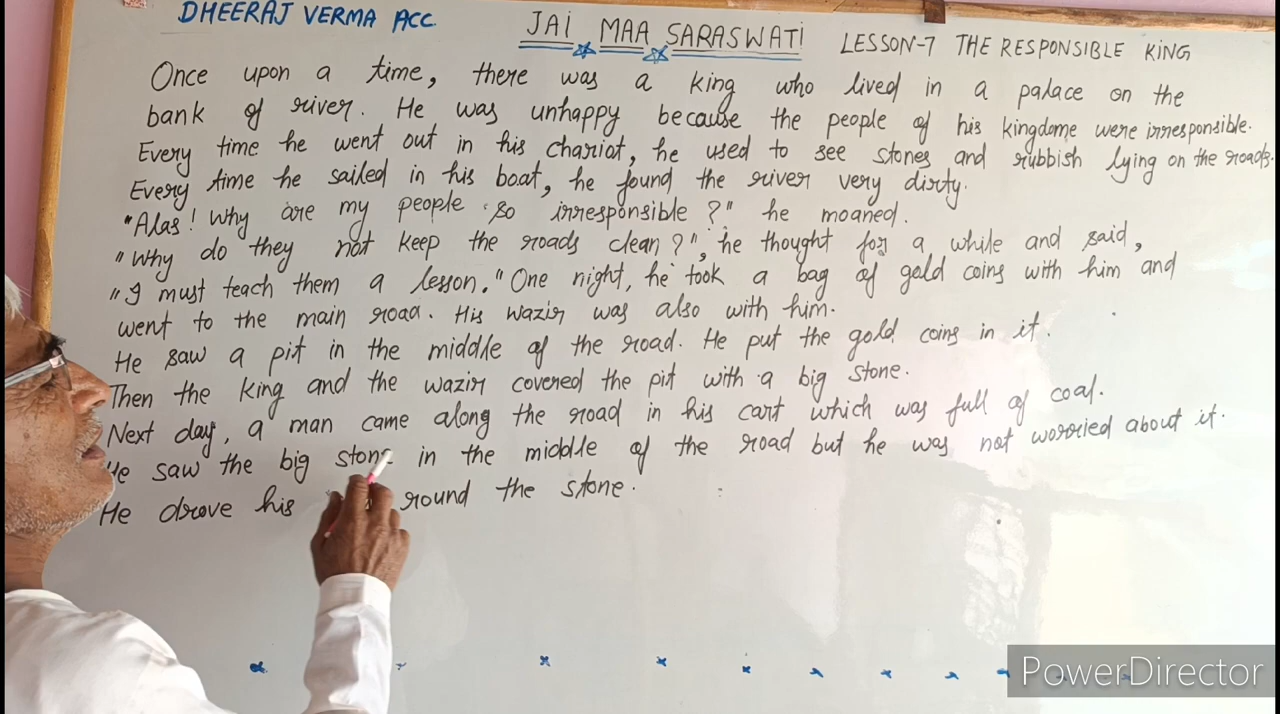 DHEERAJ VERMA ACC
JAI MAA SARASWATI
LESSON-7 THE RESPONSIBLE KING
Once upon a time, there was a king who lived in a palace on the
bank of river. He was unhappy because the people of his kingdome were irresponsible.
Every time he went out in his chariot, he used to see stones and rubbish lying on the roads.
Every time he sailed in his boat, he found the river very dirty.
"Alas! Why are my people so irresponsible?" he moaned.
"Why do they not keep the roads clean?", he thought for a while and said,
"I must teach them a lesson." One night, he took a bag of gold coins with him and
went to the main road. His wazir was also with him.
He saw a pit in the middle of the road. He put the gold coins in it.
Then the king and the wazir covered the pit with a big stone.
Next day, a man came along the road in his cart which was full of coal.
He saw the big stone in the middle of the road but he was not worried about it.
He drove his round the stone.
PowerDirector